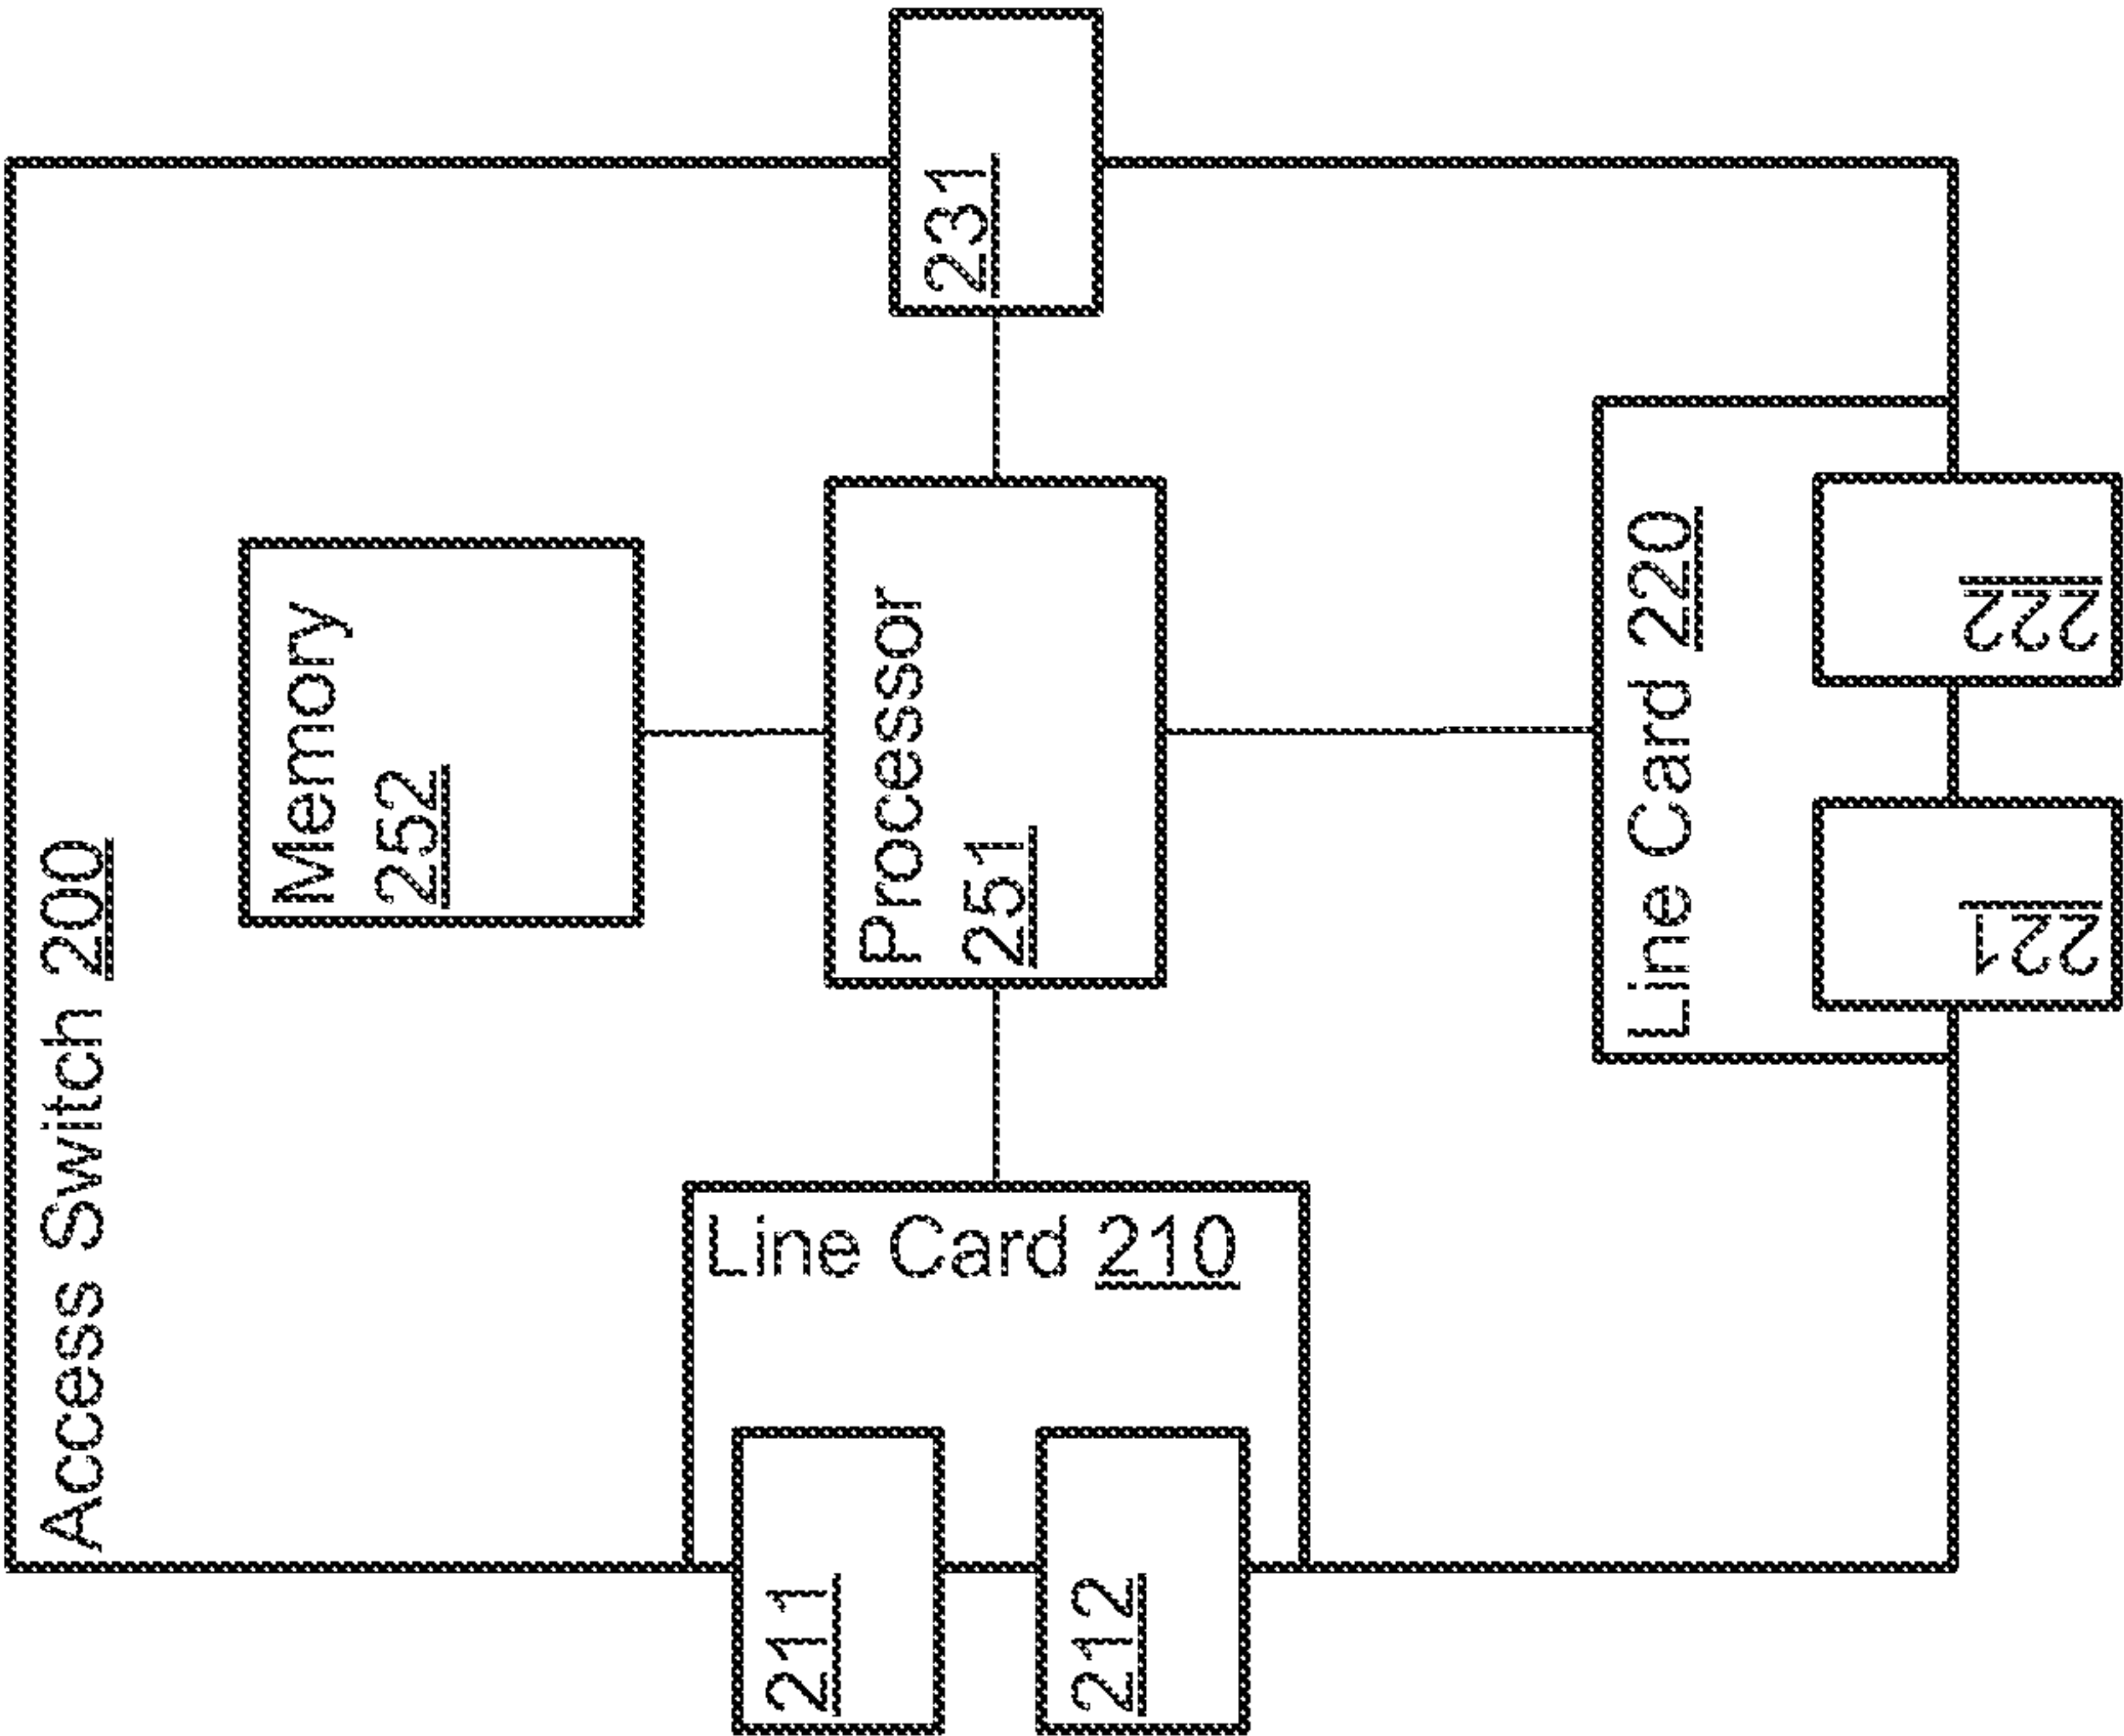 Access Switch 200
Memory
252
231
Processor
251
Line Card 210
211
212
Line Card 220
221
222